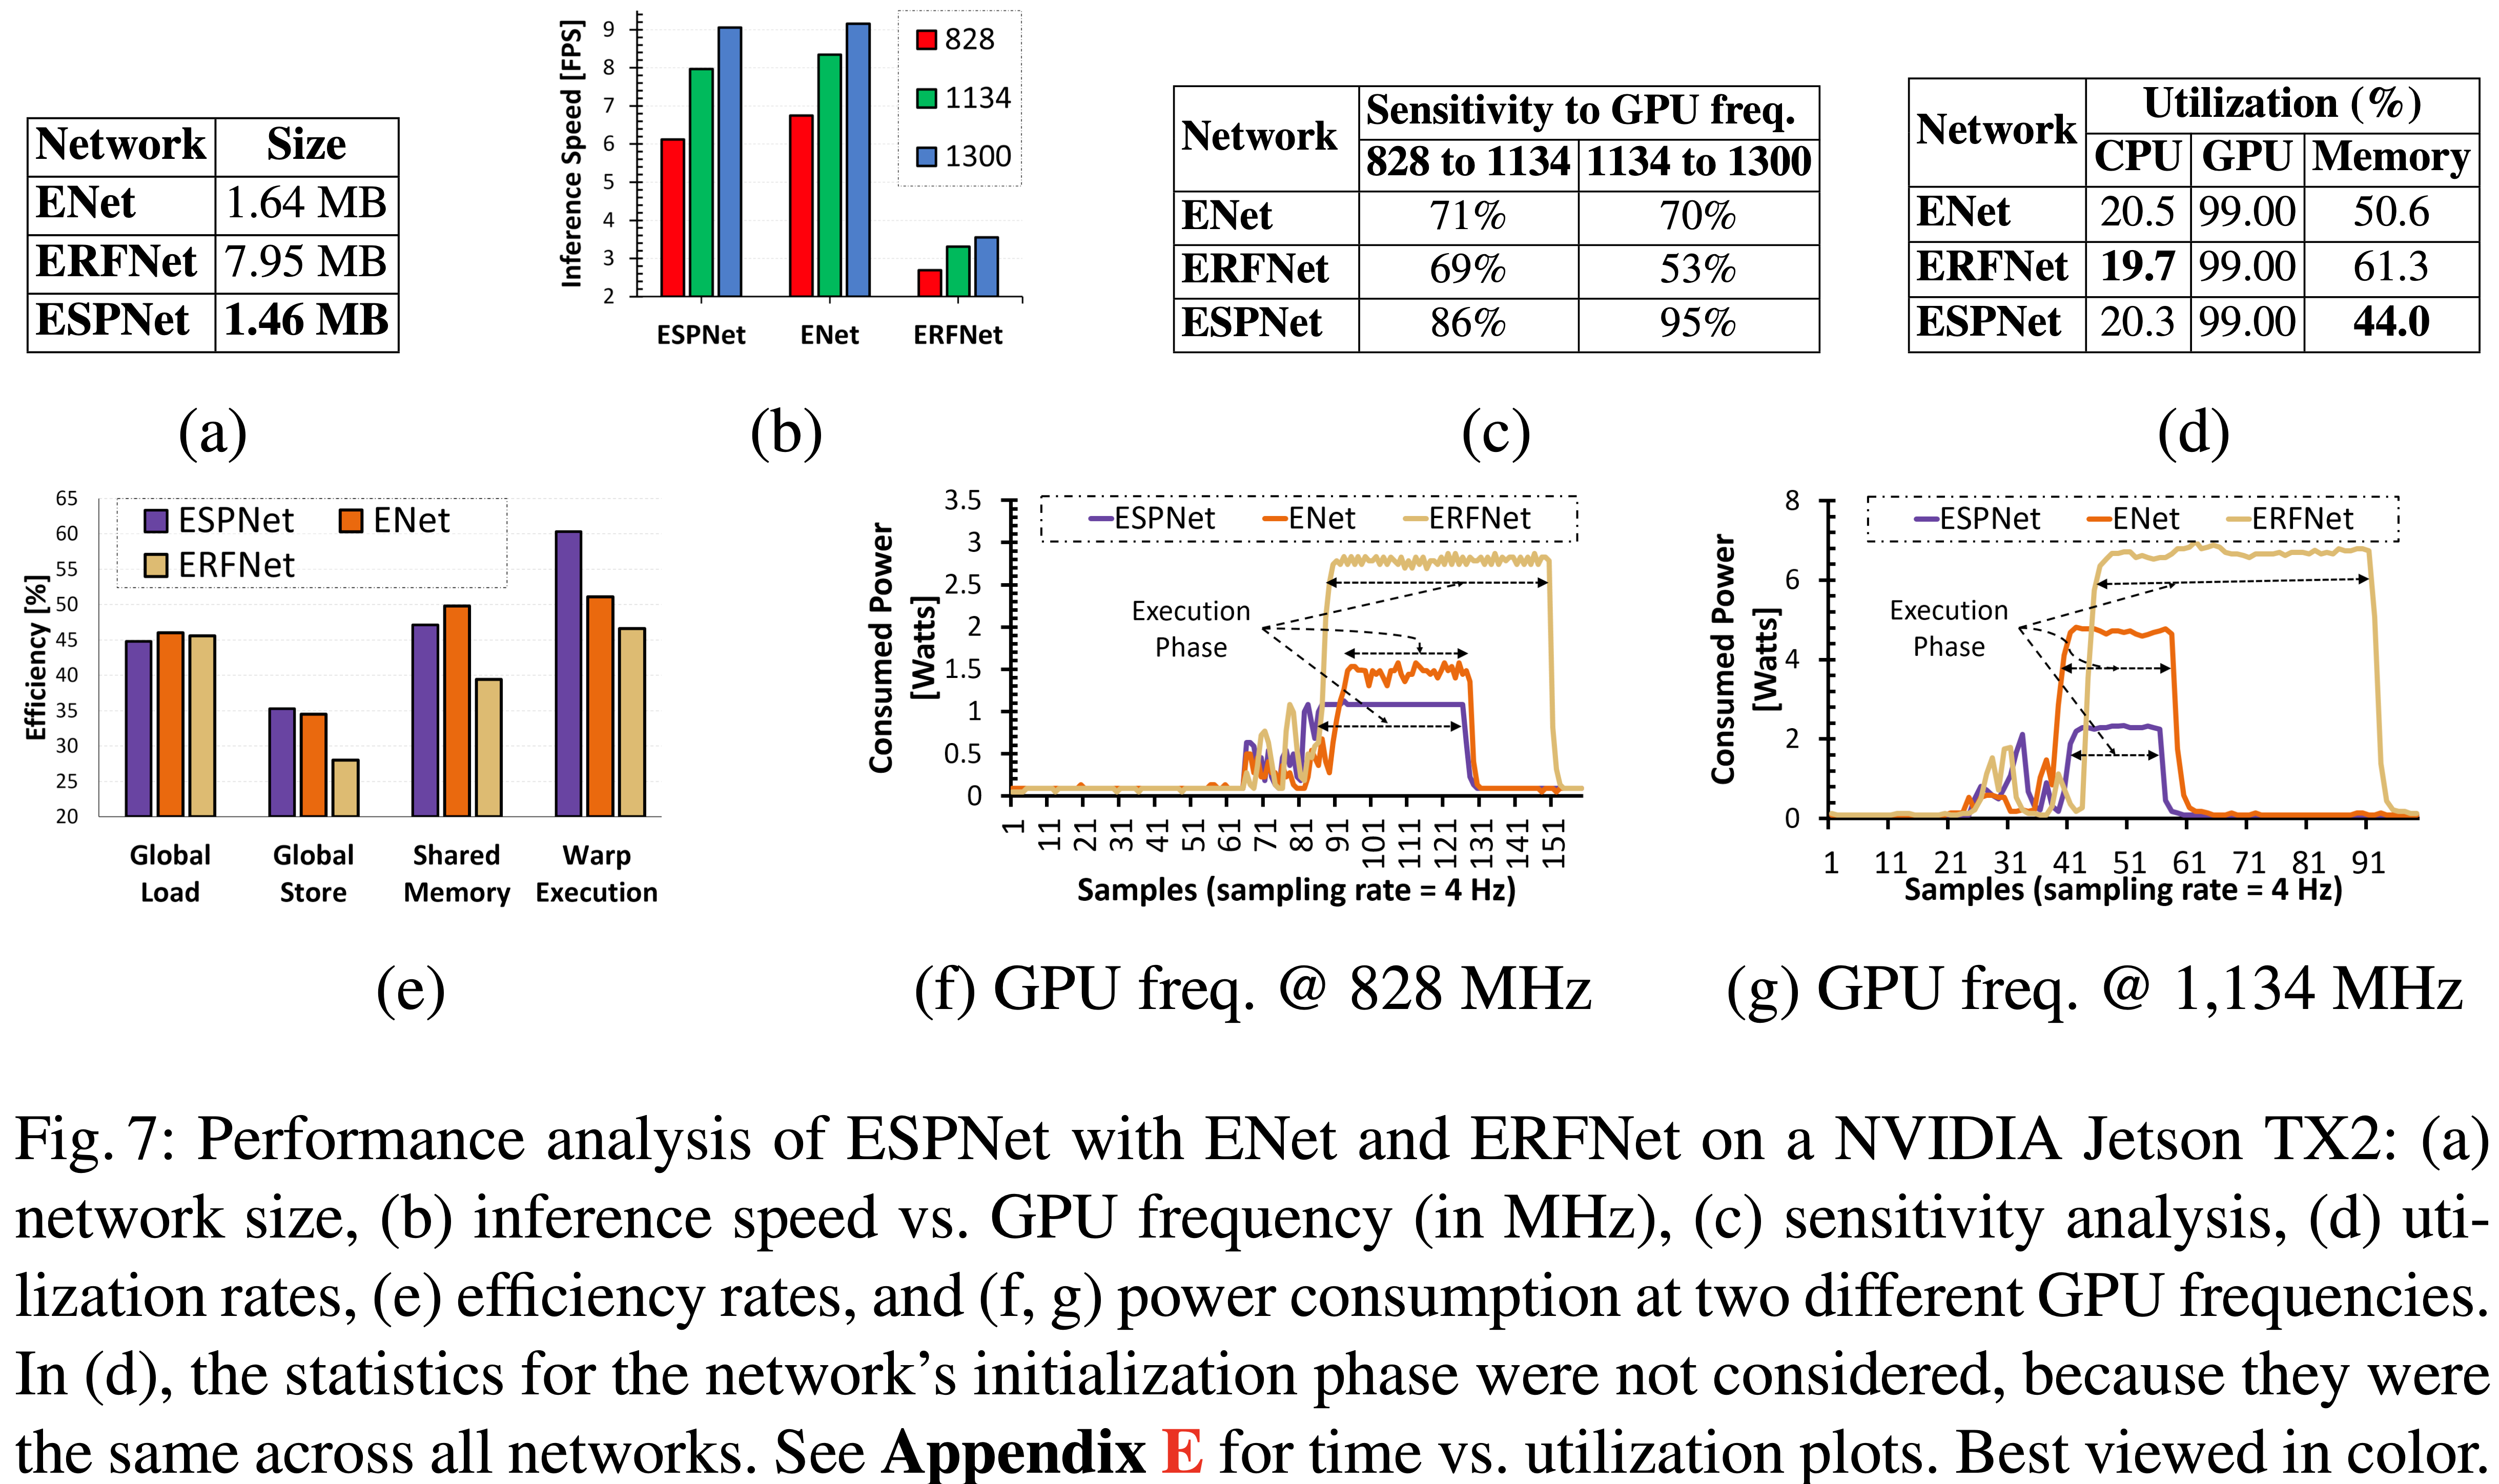 Network Size
ENet 1.64 MB
ERFNet 7.95 MB
ESPNet 1.46 MB
(a)
Inference Speed [FPS]
9
8
7
6
5
4
3
2
828
1134
1300
ESPNet ENet ERFNet
(b)
Network Sensitivity to GPU freq.
828 to 1134 1134 to 1300
ENet 71% 70%
ERFNet 69% 53%
ESPNet 86% 95%
(c)
Network Utilization (%)
CPU GPU Memory
ENet 20.5 99.00 50.6
ERFNet 19.7 99.00 61.3
ESPNet 20.3 99.00 44.0
(d)
Efficiency [%]
65
60
55
50
45
40
35
30
25
20
ESPNet ENet
ERFNet
Global Load
Global Store
Shared Memory
Warp Execution
(e)
Consumed Power
[Watts]
3.5
3
2.5
2
1.5
1
0.5
0
ESPNet ENet ERFNet
Execution
Phase
1 11 21 31 41 51 61 71 81 91 101 111 121 131 141 151
Samples (sampling rate = 4 Hz)
(f) GPU freq. @ 828 MHz
Consumed Power
[Watts]
8
6
4
2
0
ESPNet ENet ERFNet
Execution
Phase
1 11 21 31 41 51 61 71 81 91
Samples (sampling rate = 4 Hz)
(g) GPU freq. @ 1,134 MHz
Fig. 7: Performance analysis of ESPNet with ENet and ERFNet on a NVIDIA Jetson TX2: (a)
network size, (b) inference speed vs. GPU frequency (in MHz), (c) sensitivity analysis, (d) uti-
lization rates, (e) efficiency rates, and (f, g) power consumption at two different GPU frequencies.
In (d), the statistics for the network's initialization phase were not considered, because they were
the same across all networks. See Appendix E for time vs. utilization plots. Best viewed in color.